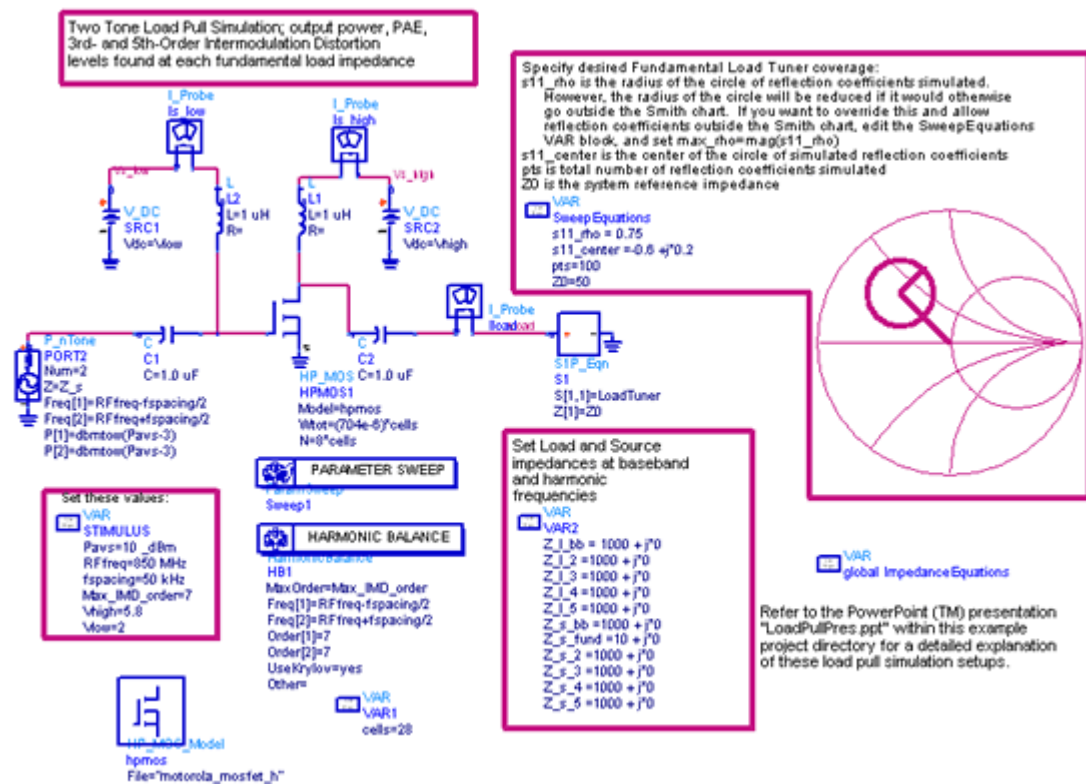 Two Tone Load Pull Simulation; output power, PAE,
3rd- and 5th-Order Intermodulation Distortion
levels found at each fundamental load impedance
Specify desired Fundamental Load Tuner coverage:
s11_rho is the radius of the circle of reflection coefficients simulated.
However, the radius of the circle will be reduced if it would otherwise
go outside the Smith chart. If you want to override this and allow
reflection coefficients outside the Smith chart, edit the SweepEquations
VAR block, and set max_rho=mag(s11_rho)
s11_center is the center of the circle of simulated reflection coefficients
pts is total number of reflection coefficients simulated
Z0 is the system reference impedance
VAR
SweepEquations
s11_rho = 0.75
s11_center =-0.6 +j*0.2
pts=100
Z0=50
I_Probe
Is_low
I_Probe
Is_high
Vs_low
Vs_high
L
L2
L=1 uH
R=
L
L1
L=1 uH
R=
V_DC
SRC1
Vdc=Vlow
V_DC
SRC2
Vdc=Vhigh
I_Probe
Iload
P_nTone
PORT2
Num=2
Z=Z_s
Freq[1]=RFfreq-fspacing/2
Freq[2]=RFfreq+fspacing/2
P[1]=dbmtow(Pavs-3)
P[2]=dbmtow(Pavs-3)
C
C1
C=1.0 uF
HP_MOS
HPMOS1
Model=hpmos
Wtot=(704e-6)*cells
N=8*cells
C
C2
C=1.0 uF
S1P_Eqn
S1
S[1,1]=LoadTuner
Z[1]=Z0
PARAMETER SWEEP
ParamSweep
Sweep1
HARMONIC BALANCE
HarmonicBalance
HB1
MaxOrder=Max_IMD_order
Freq[1]=RFfreq-fspacing/2
Freq[2]=RFfreq+fspacing/2
Order[1]=7
Order[2]=7
UseKrylov=yes
Other=
Set these values:
VAR
STIMULUS
Pavs=10 _dBm
RFfreq=850 MHz
fspacing=50 kHz
Max_IMD_order=7
Vhigh=5.8
Vlow=2
VAR
VAR1
cells=28
HP_MOS_Model
hpmos
File="motorola_mosfet_h"
Set Load and Source
impedances at baseband
and harmonic
frequencies
VAR
VAR2
Z_l_bb = 1000 + j*0
Z_l_2 =1000 + j*0
Z_l_3 =1000 + j*0
Z_l_4 =1000 + j*0
Z_l_5 =1000 + j*0
Z_s_bb =1000 + j*0
Z_s_fund =10 + j*0
Z_s_2 =1000 + j*0
Z_s_3 =1000 + j*0
Z_s_4 =1000 + j*0
Z_s_5 =1000 + j*0
VAR
global ImpedanceEquations
Refer to the PowerPoint (TM) presentation
"LoadPullPres.ppt" within this example
project directory for a detailed explanation
of these load pull simulation setups.